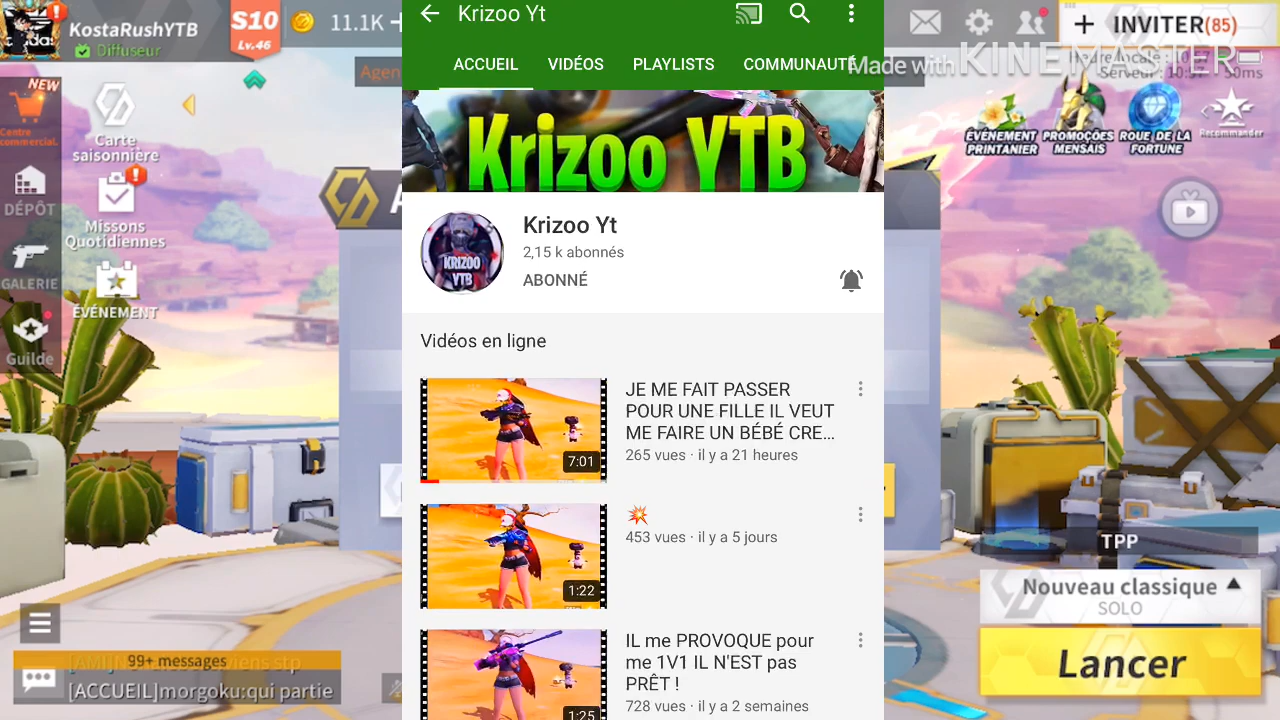 KostaRushYTB
Diffuseur
S10
Lv.46
11.1K
Agen
NEW
Centre
commercial.
Carte
saisonnière
DÉPÔT
Missons
Quotidiennes
GALERIE
ÉVÉNEMENT
Guilde
99+ messages
[ACCUEIL]morgoku:qui partie
Krizoo Yt
ACCUEIL VIDÉOS PLAYLISTS COMMUNAUTÉ
Krizoo YTB
KRIZOO
YTB
Krizoo Yt
2,15 k abonnés
ABONNÉ
Vidéos en ligne
7:01
JE ME FAIT PASSER
POUR UNE FILLE IL VEUT
ME FAIRE UN BÉBÉ CRE...
265 vues · il y a 21 heures
1:22
💥
453 vues · il y a 5 jours
1:25
IL me PROVOQUE pour
me 1V1 IL N'EST pas
PRÊT !
728 vues · il y a 2 semaines
+ INVITER(85)
Made with KINEMASTER
50ms
ÉVÉNEMENT
PRINTANIER
PROMOÇÕES
MENSAIS
ROUE DE LA
FORTUNE
Recommander
TPP
Nouveau classique
SOLO
Lancer